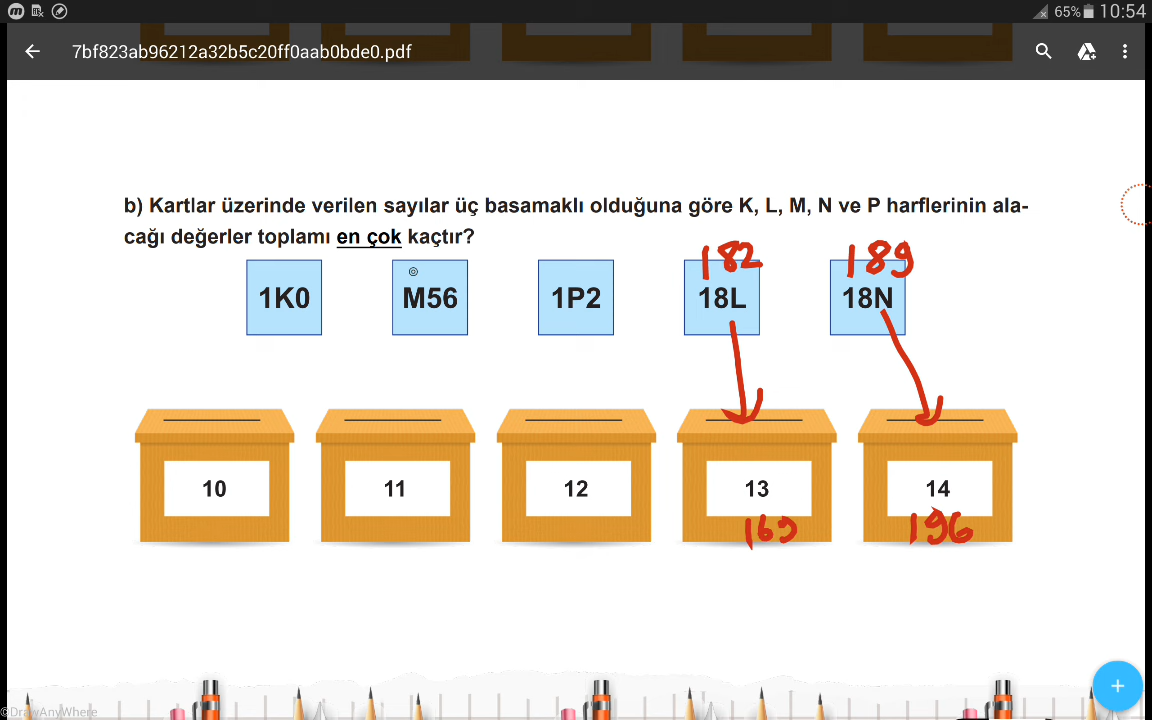 65% 10:54
7bf823ab96212a32b5c20ff0aab0bde0.pdf
b) Kartlar üzerinde verilen sayılar üç basamaklı olduğuna göre K, L, M, N ve P harflerinin ala-
cağı değerler toplamı en çok kaçtır?
182 189
1K0 M56 1P2 18L 18N
10 11 12 13 14
169 196
©DrawAnyWhere